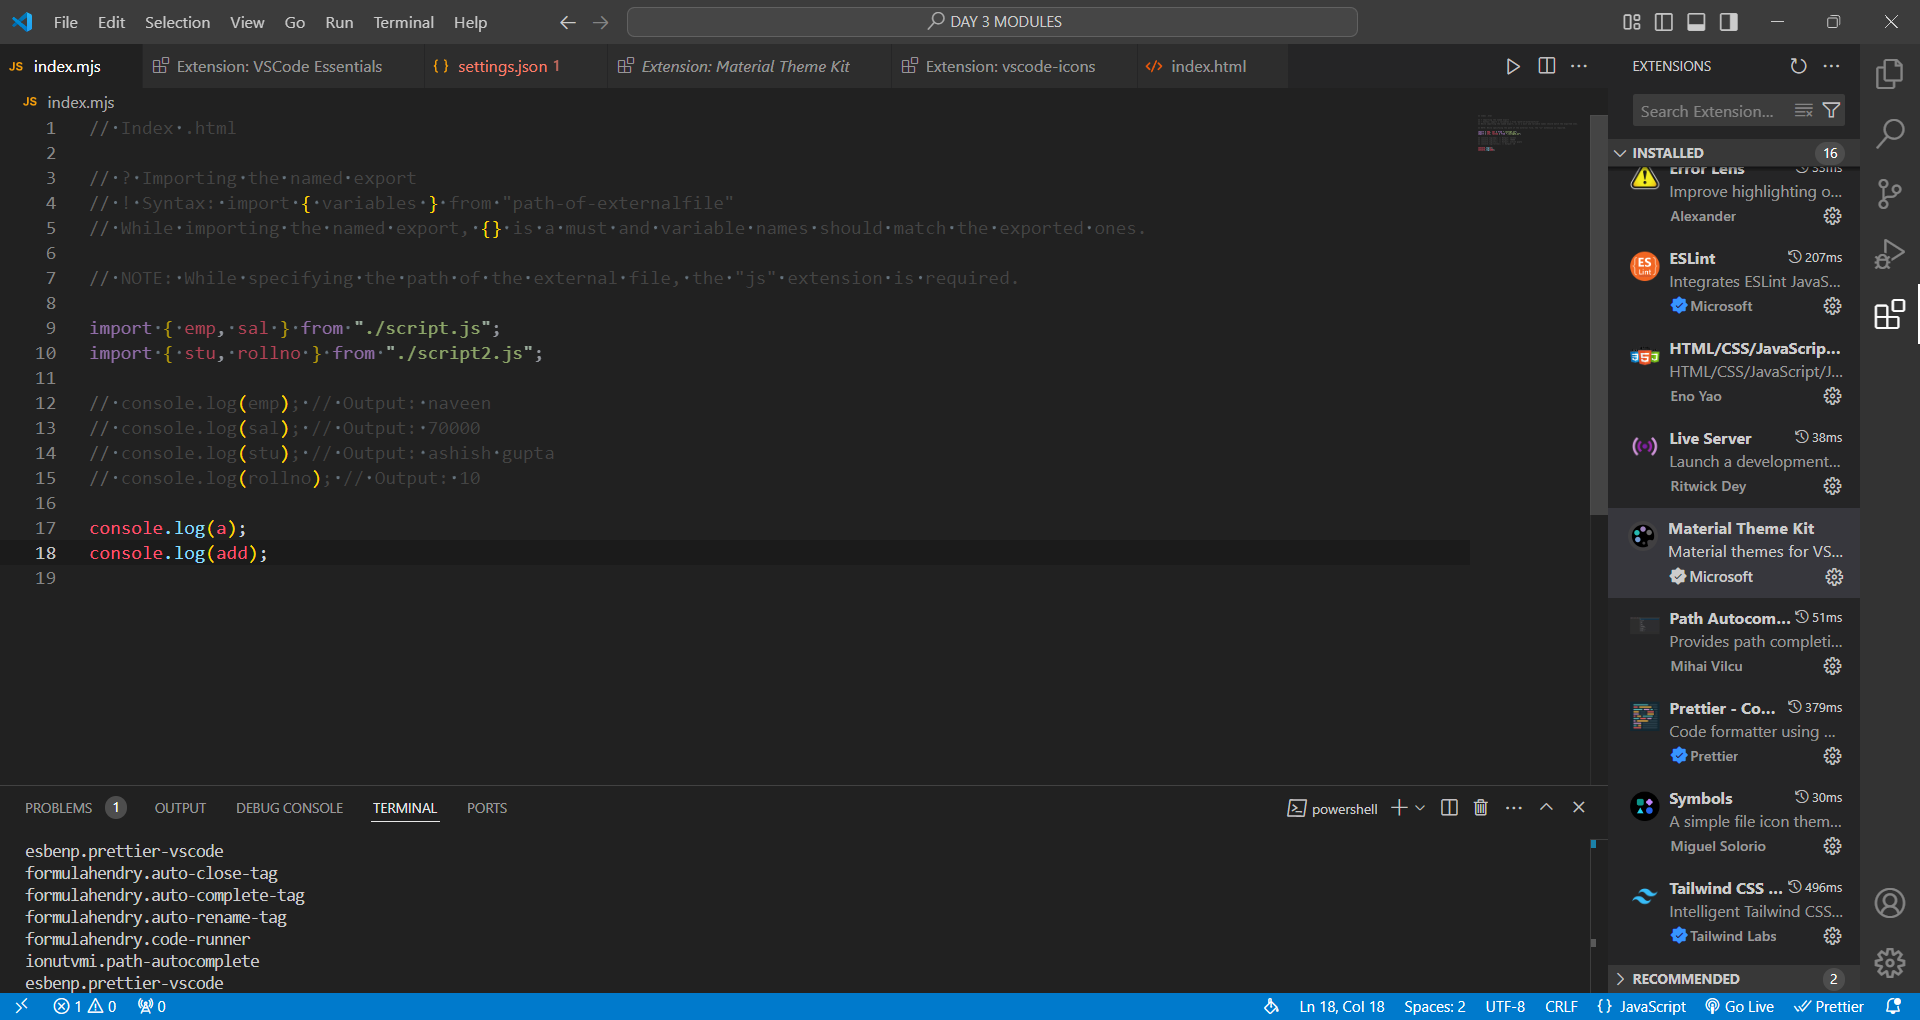 File Edit Selection View Go Run Terminal Help
DAY 3 MODULES
JS index.mjs
Extension: VSCode Essentials
{} settings.json 1
Extension: Material Theme Kit
Extension: vscode-icons
</> index.html
JS index.mjs
1 // Index .html
2
3 // ? Importing the named export
4 // ! Syntax: import { variables } from "path-of-externalfile"
5 // While importing the named export, {} is a must and variable names should match the exported ones.
6
7 // NOTE: While specifying the path of the external file, the "js" extension is required.
8
9 import { emp, sal } from "./script.js";
10 import { stu, rollno } from "./script2.js";
11
12 // console.log(emp); // Output: naveen
13 // console.log(sal); // Output: 70000
14 // console.log(stu); // Output: ashish gupta
15 // console.log(rollno); // Output: 10
16
17 console.log(a);
18 console.log(add);
19
EXTENSIONS
Search Extension...
INSTALLED 16
Error Lens 33ms
Improve highlighting o...
Alexander
ESLint 207ms
Integrates ESLint JavaS...
Microsoft
HTML/CSS/JavaScrip...
HTML/CSS/JavaScript/J...
Eno Yao
Live Server 38ms
Launch a development...
Ritwick Dey
Material Theme Kit
Material themes for VS...
Microsoft
Path Autocom... 51ms
Provides path completi...
Mihai Vilcu
Prettier - Co... 379ms
Code formatter using ...
Prettier
Symbols 30ms
A simple file icon them...
Miguel Solorio
Tailwind CSS ... 496ms
Intelligent Tailwind CSS...
Tailwind Labs
RECOMMENDED 2
PROBLEMS 1 OUTPUT DEBUG CONSOLE TERMINAL PORTS
powershell
esbenp.prettier-vscode
formulahendry.auto-close-tag
formulahendry.auto-complete-tag
formulahendry.auto-rename-tag
formulahendry.code-runner
ionutvmi.path-autocomplete
esbenp.prettier-vscode
1 0 0
Ln 18, Col 18 Spaces: 2 UTF-8 CRLF {} JavaScript Go Live Prettier